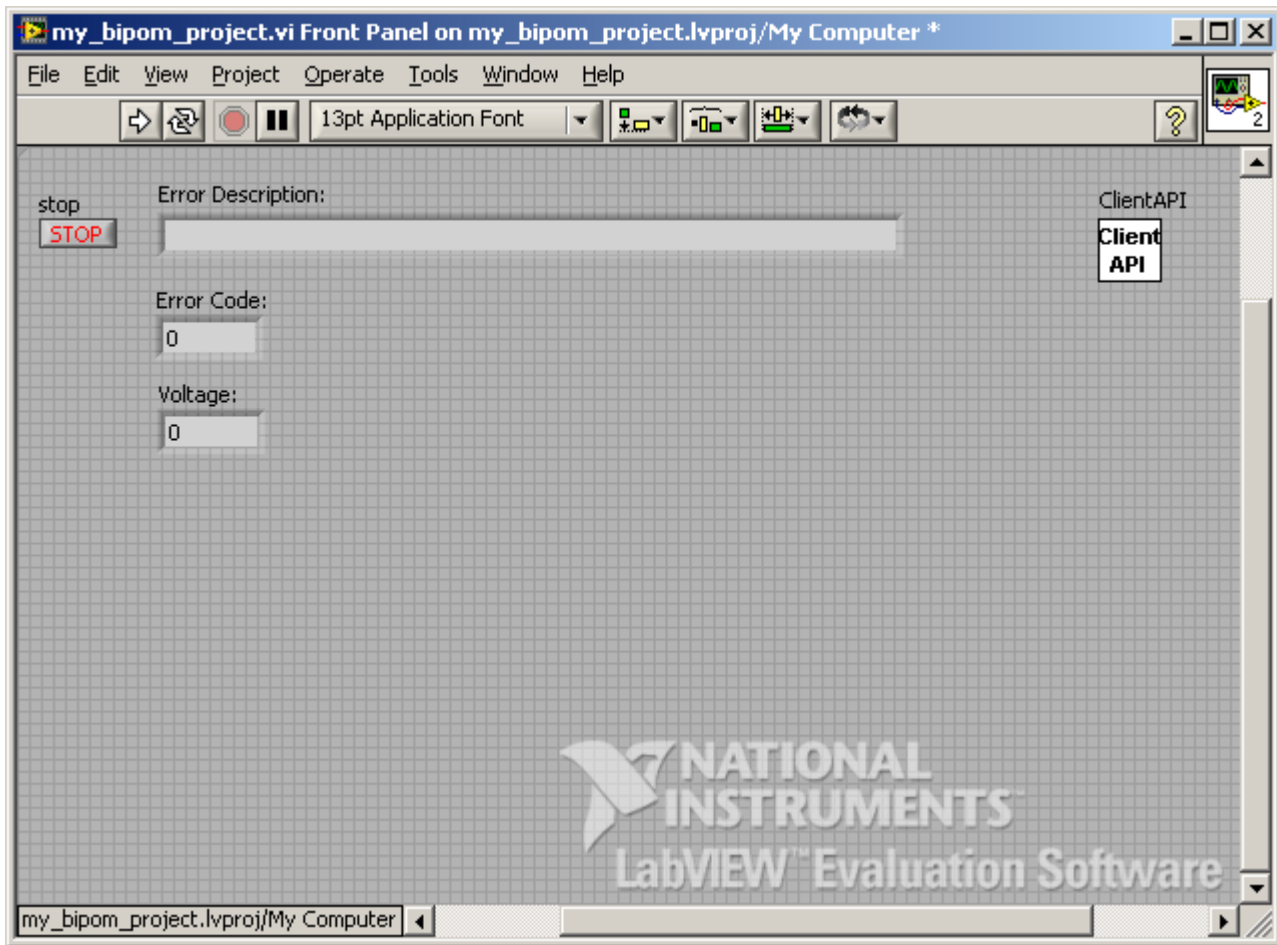 my_bipom_project.vi Front Panel on my_bipom_project.lvproj/My Computer *
File Edit View Project Operate Tools Window Help
13pt Application Font
? 2
stop
STOP
Error Description:
ClientAPI
Client
API
Error Code:
0
Voltage:
0
NATIONAL
INSTRUMENTS
LabVIEW™ Evaluation Software
my_bipom_project.lvproj/My Computer